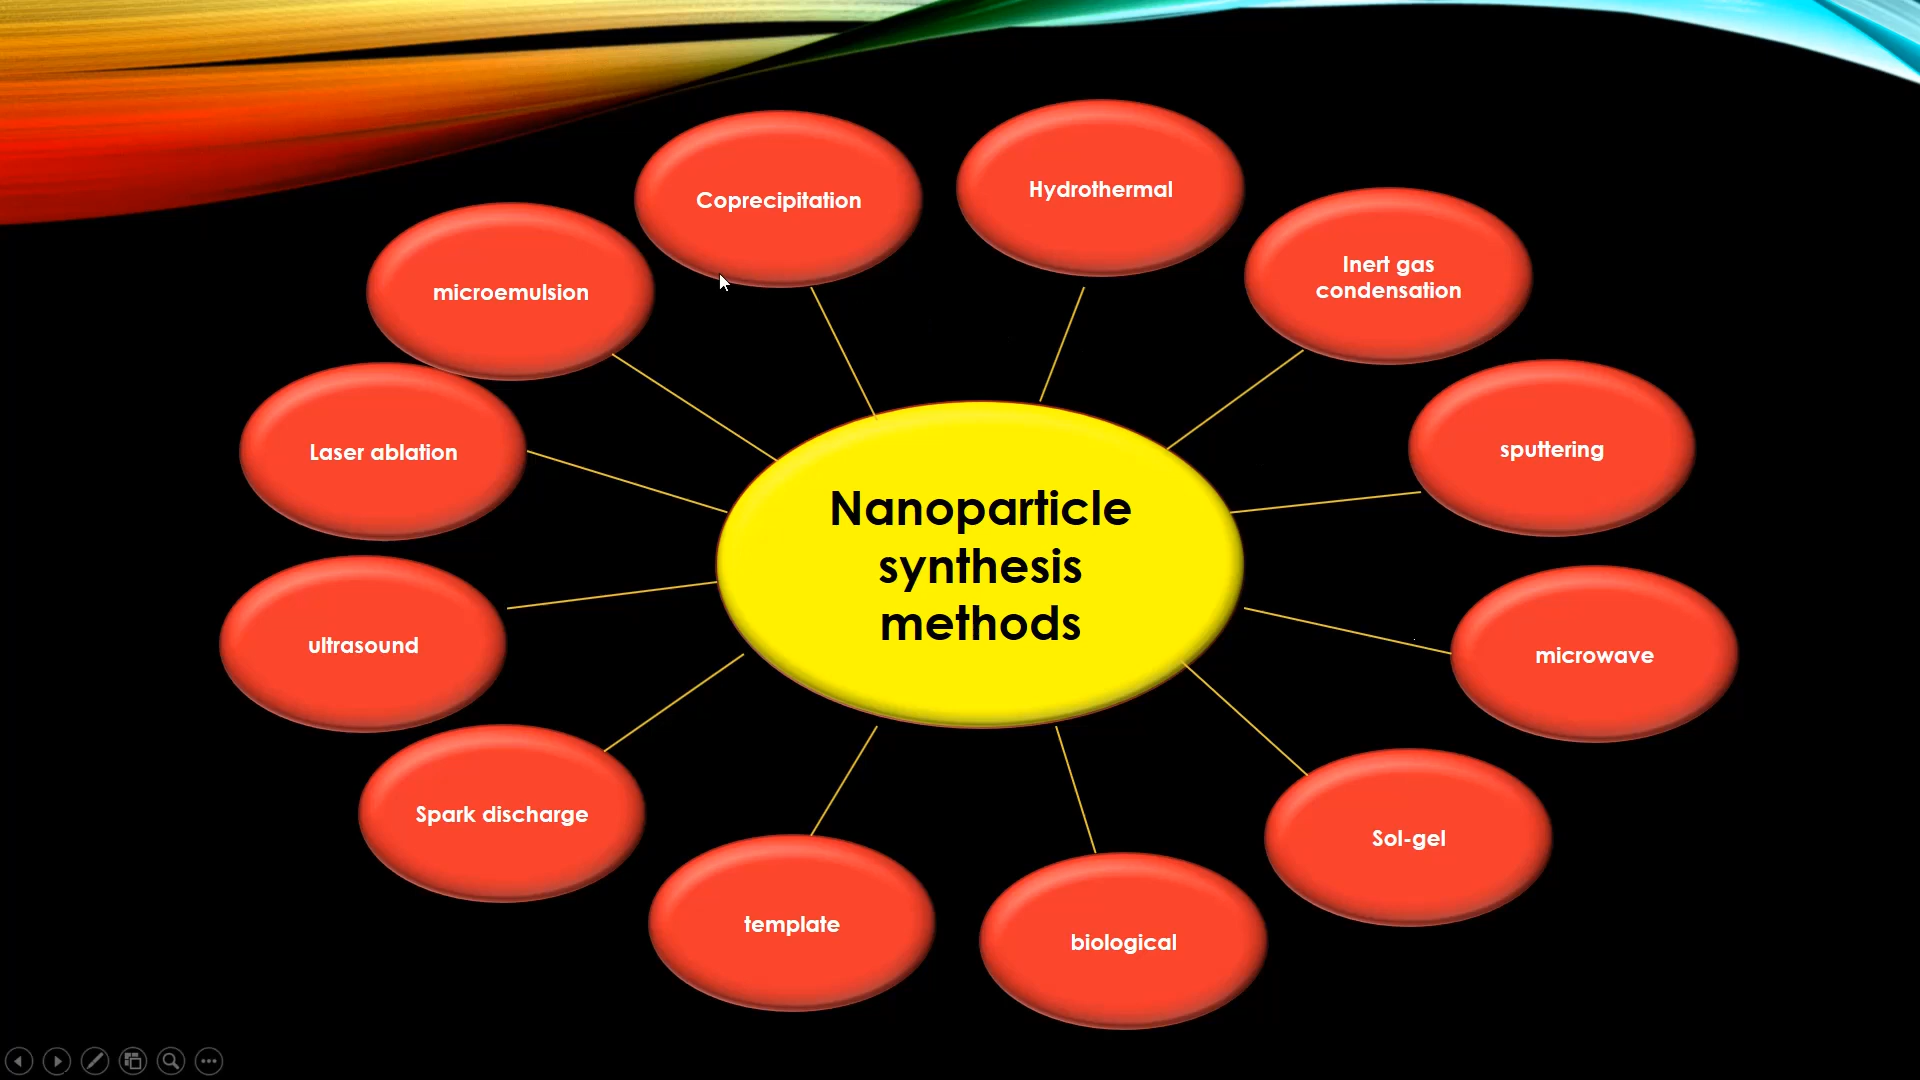 Coprecipitation
Hydrothermal
Inert gas
condensation
microemulsion
sputtering
Laser ablation
Nanoparticle
synthesis
methods
ultrasound
microwave
Spark discharge
Sol-gel
template
biological